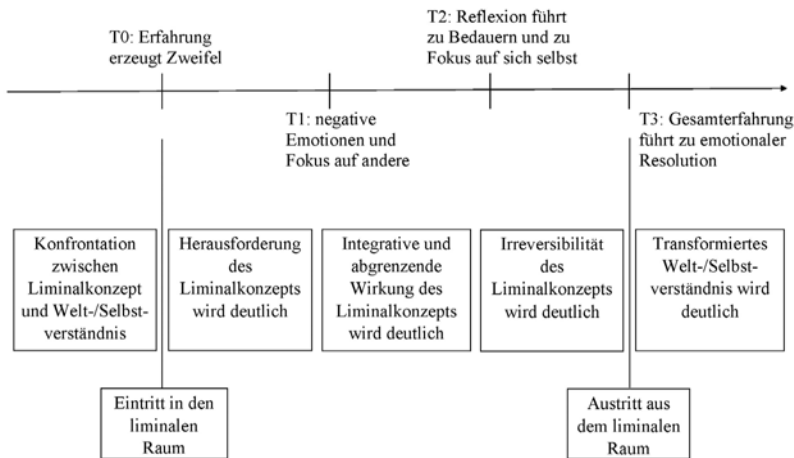 T0: Erfahrung
erzeugt Zweifel
T2: Reflexion führt
zu Bedauern und zu
Fokus auf sich selbst
T1: negative
Emotionen und
Fokus auf andere
T3: Gesamterfahrung
führt zu emotionaler
Resolution
Konfrontation
zwischen
Liminalkonzept
und Welt-/Selbst-
verständnis
Herausforderung
des
Liminalkonzepts
wird deutlich
Integrative und
abgrenzende
Wirkung des
Liminalkonzepts
wird deutlich
Irreversibilität
des
Liminalkonzepts
wird deutlich
Transformiertes
Welt-/Selbst-
verständnis wird
deutlich
Eintritt in den
liminalen
Raum
Austritt aus
dem liminalen
Raum